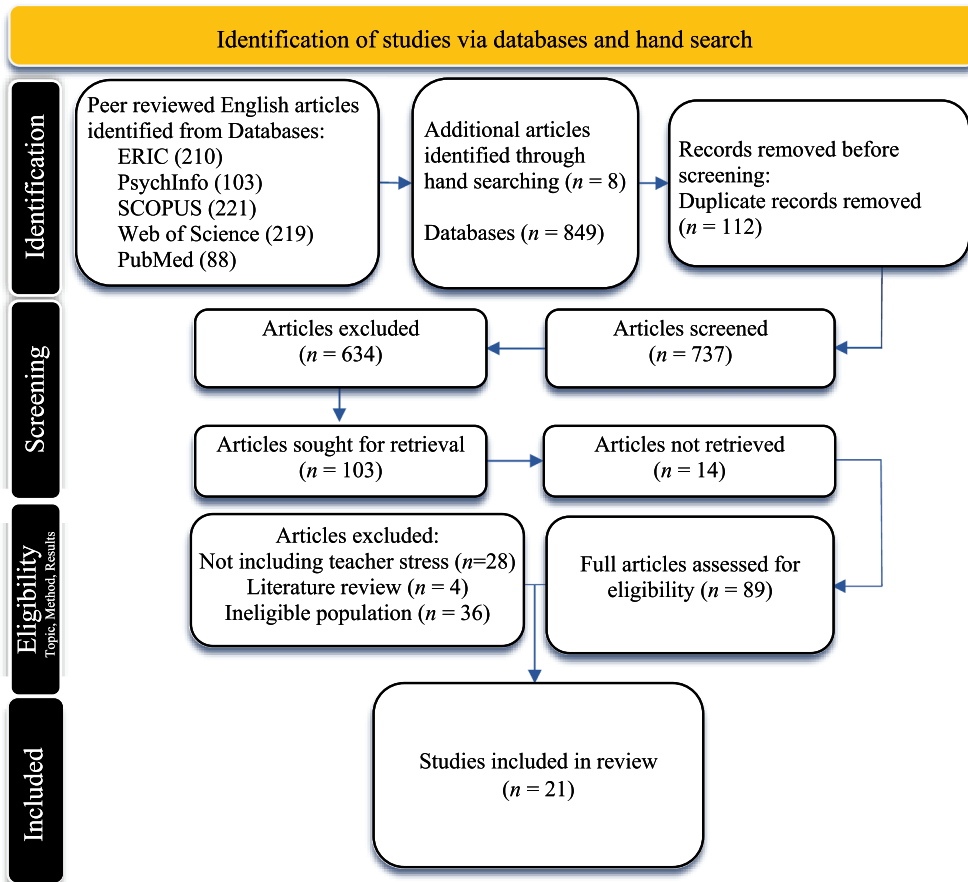 Identification of studies via databases and hand search
Identification
Peer reviewed English articles
identified from Databases:
ERIC (210)
PsychInfo (103)
SCOPUS (221)
Web of Science (219)
PubMed (88)
Additional articles
identified through
hand searching (n = 8)
Databases (n = 849)
Records removed before
screening:
Duplicate records removed
(n = 112)
Screening
Articles screened
(n = 737)
Articles excluded
(n = 634)
Articles sought for retrieval
(n = 103)
Articles not retrieved
(n = 14)
Eligibility
Topic, Method, Results
Full articles assessed for
eligibility (n = 89)
Articles excluded:
Not including teacher stress (n=28)
Literature review (n = 4)
Ineligible population (n = 36)
Included
Studies included in review
(n = 21)